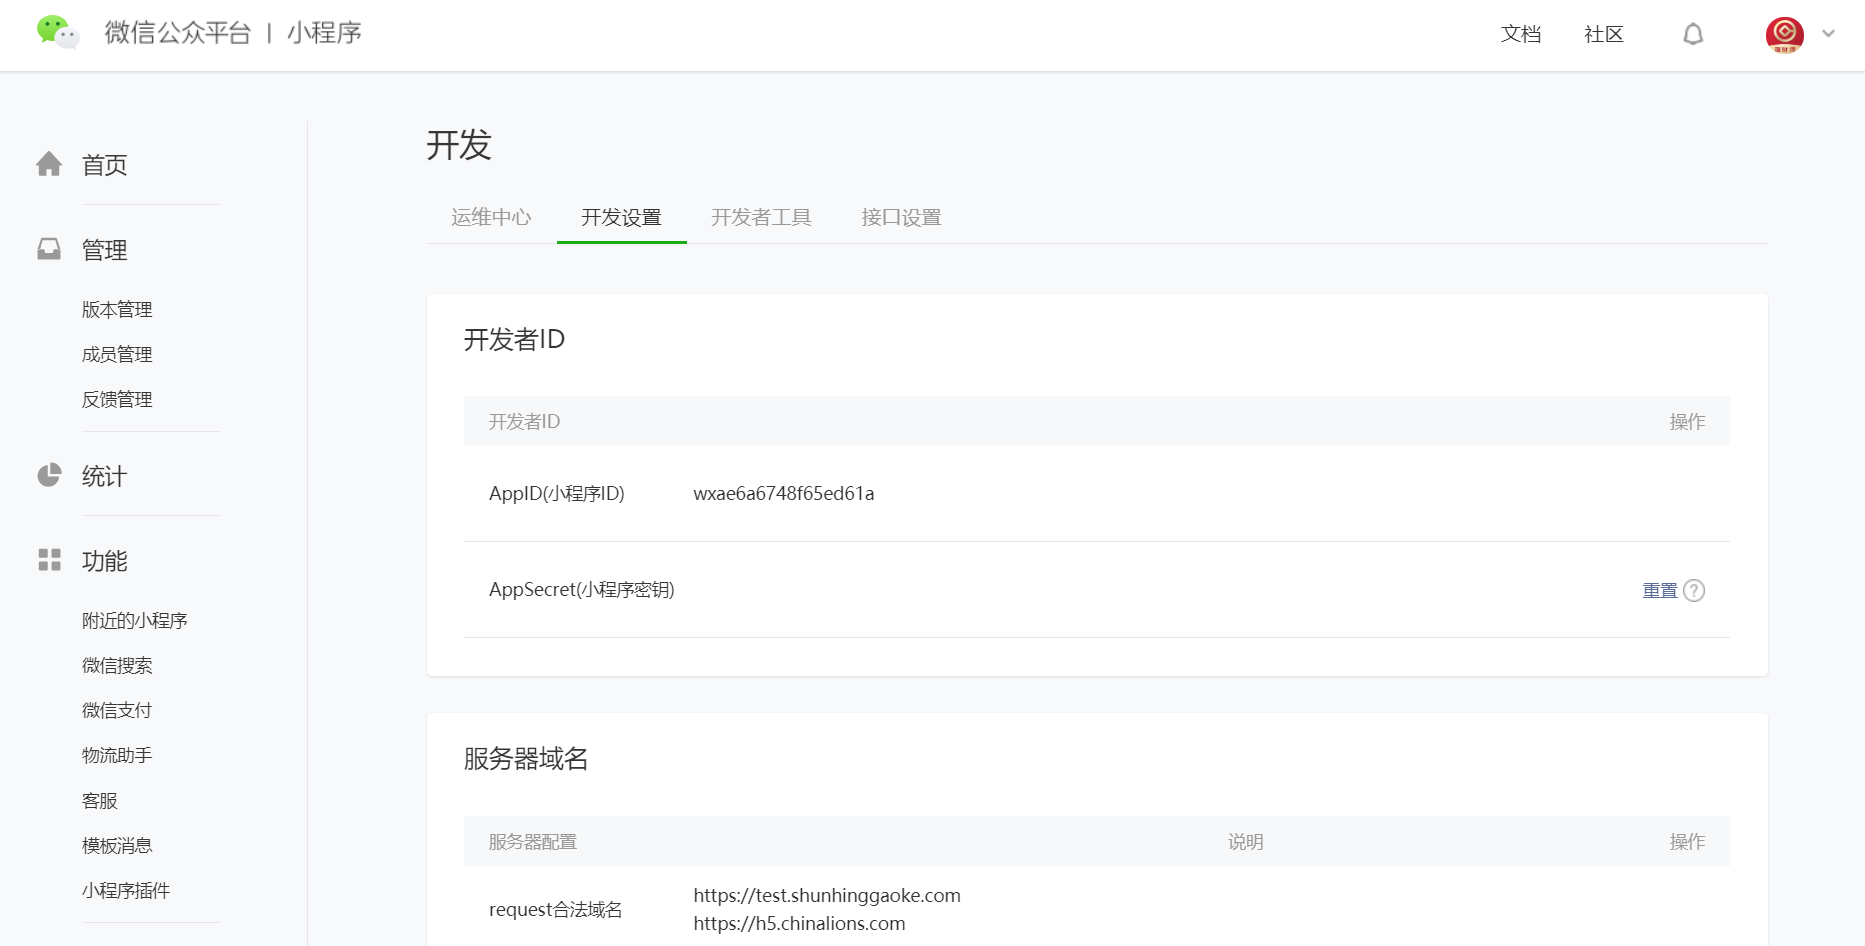 微信公众平台 | 小程序
文档
社区
首页
管理
版本管理
成员管理
反馈管理
统计
功能
附近的小程序
微信搜索
微信支付
物流助手
客服
模板消息
小程序插件
开发
运维中心
开发设置
开发者工具
接口设置
开发者ID
开发者ID 操作
AppID(小程序ID) wxae6a6748f65ed61a
AppSecret(小程序密钥) 重置 ?
服务器域名
服务器配置 说明 操作
request合法域名
https://test.shunhinggaoke.com
https://h5.chinalions.com